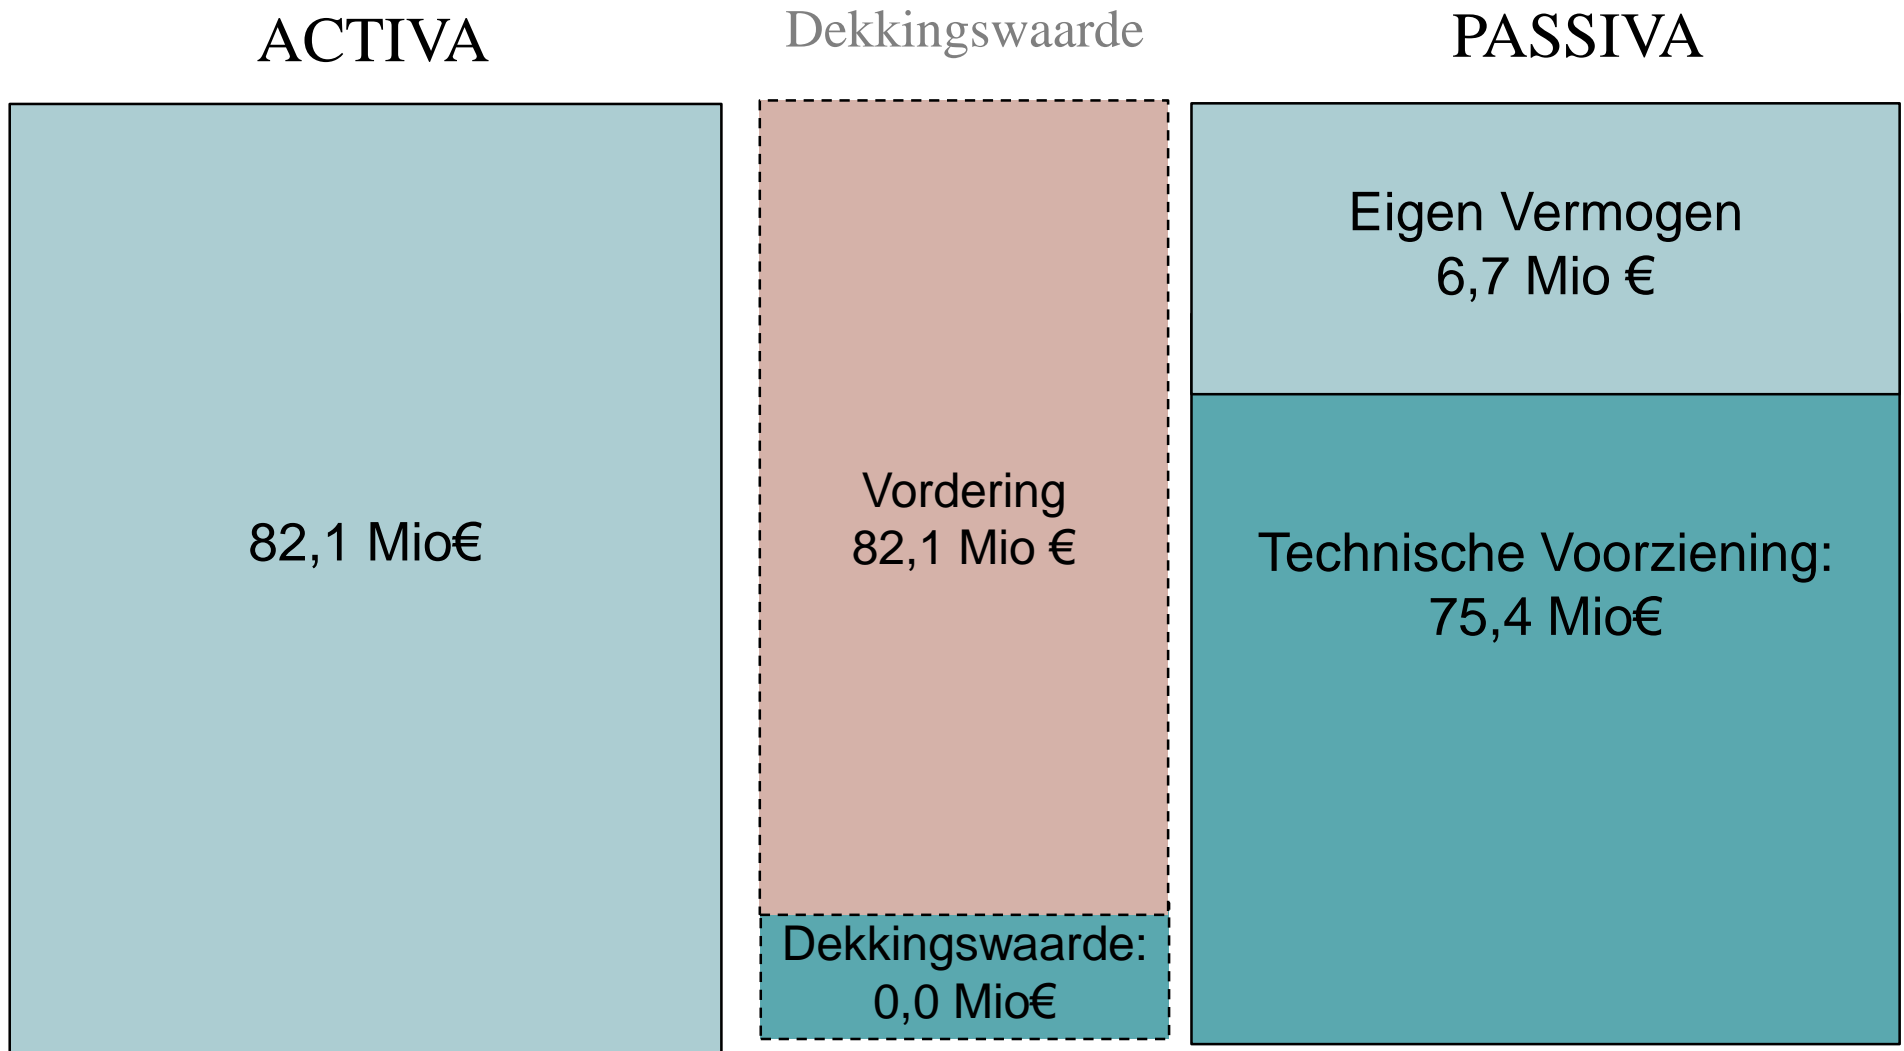 ACTIVA
Dekkingswaarde
PASSIVA
82,1 Mio€
Vordering
82,1 Mio €
Dekkingswaarde:
0,0 Mio€
Eigen Vermogen
6,7 Mio €
Technische Voorziening:
75,4 Mio€